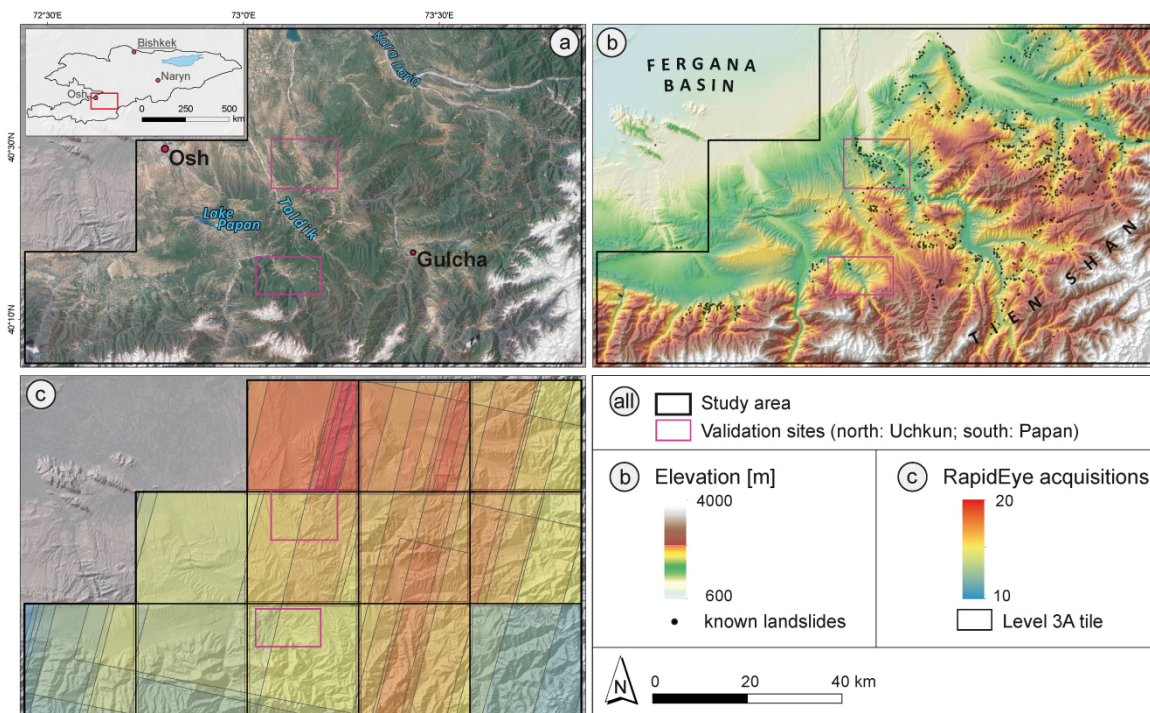 72°30'E
73°0'E
73°30'E
40°30'N
40°10'N
a
Bishkek
Naryn
Osh
0 250 500
km
Kara Darja
Osh
Lake
Papan
Taldik
Gulcha
b
FERGANA
BASIN
TIEN SHAN
c
all
Study area
Validation sites (north: Uchkun; south: Papan)
b Elevation [m]
4000
600
known landslides
c RapidEye acquisitions
20
10
Level 3A tile
N
0 20 40 km